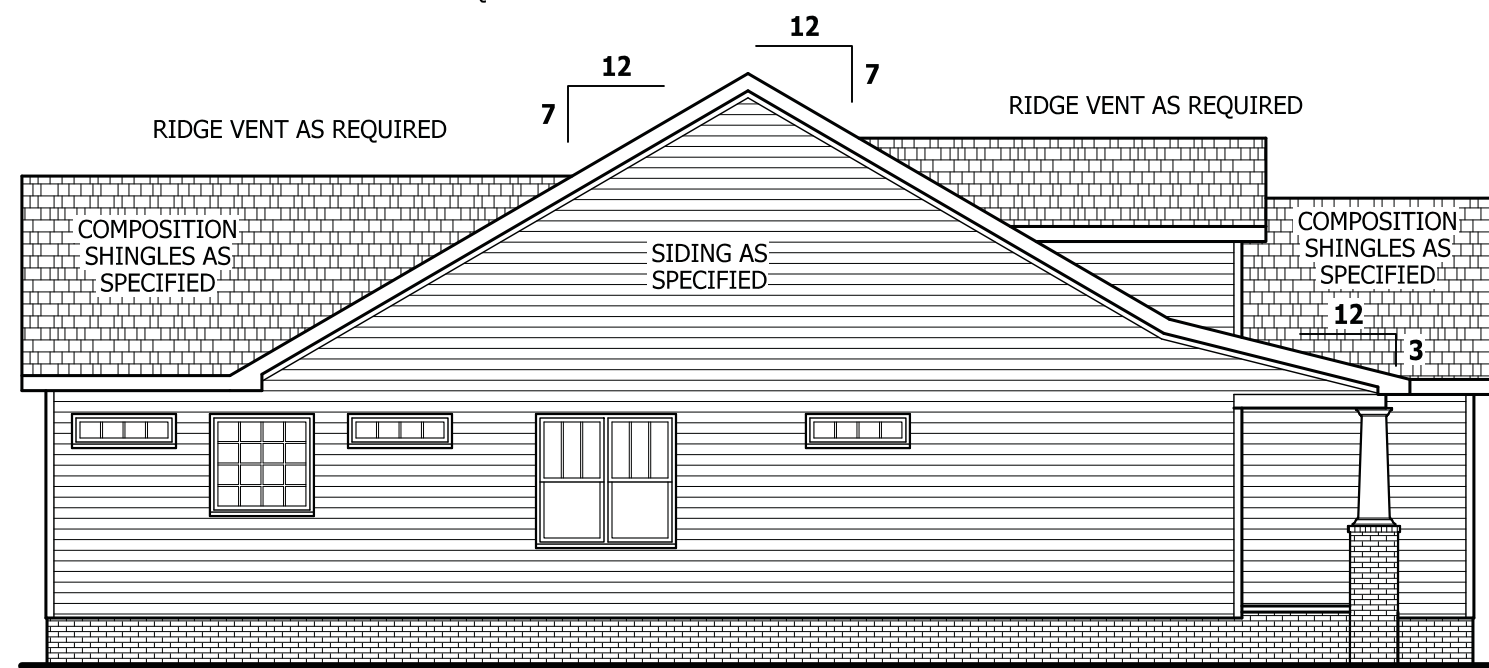 12
7
12
7
RIDGE VENT AS REQUIRED
RIDGE VENT AS REQUIRED
COMPOSITION
SHINGLES AS
SPECIFIED
SIDING AS
SPECIFIED
COMPOSITION
SHINGLES AS
SPECIFIED
12
3